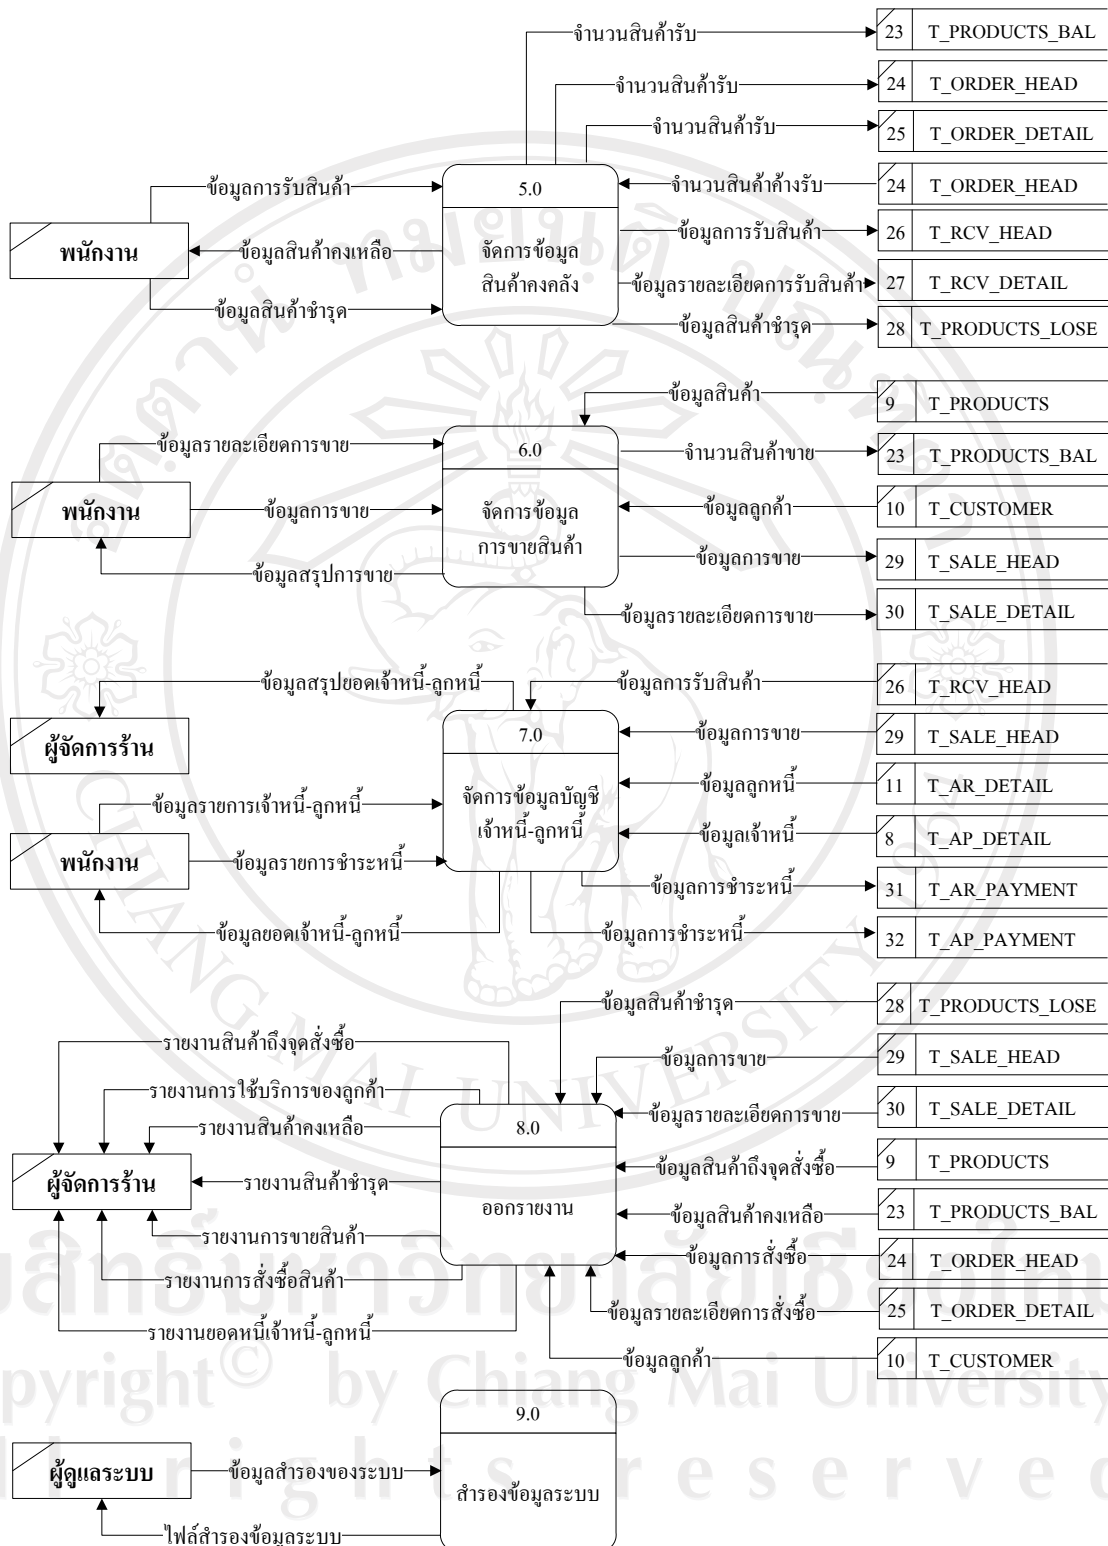 จำนวนสินค้ารับ
23 T_PRODUCTS_BAL
จำนวนสินค้ารับ
24 T_ORDER_HEAD
จำนวนสินค้ารับ
25 T_ORDER_DETAIL
ข้อมูลการรับสินค้า
5.0
จำนวนสินค้าค้างรับ
24 T_ORDER_HEAD
พนักงาน
ข้อมูลสินค้าคงเหลือ
จัดการข้อมูล
สินค้าคงคลัง
ข้อมูลการรับสินค้า
26 T_RCV_HEAD
ข้อมูลรายละเอียดการรับสินค้า
27 T_RCV_DETAIL
ข้อมูลสินค้าชำรุด
ข้อมูลสินค้าชำรุด
28 T_PRODUCTS_LOSE
ข้อมูลสินค้า
9 T_PRODUCTS
ข้อมูลรายละเอียดการขาย
6.0
จำนวนสินค้าขาย
23 T_PRODUCTS_BAL
พนักงาน
ข้อมูลการขาย
จัดการข้อมูล
การขายสินค้า
ข้อมูลลูกค้า
10 T_CUSTOMER
ข้อมูลการขาย
29 T_SALE_HEAD
ข้อมูลสรุปการขาย
ข้อมูลรายละเอียดการขาย
30 T_SALE_DETAIL
ข้อมูลสรุปยอดเจ้าหนี้-ลูกหนี้
ข้อมูลการรับสินค้า
26 T_RCV_HEAD
ผู้จัดการร้าน
7.0
ข้อมูลการขาย
29 T_SALE_HEAD
ข้อมูลรายการเจ้าหนี้-ลูกหนี้
จัดการข้อมูลบัญชี
เจ้าหนี้-ลูกหนี้
ข้อมูลลูกหนี้
11 T_AR_DETAIL
ข้อมูลเจ้าหนี้
8 T_AP_DETAIL
พนักงาน
ข้อมูลรายการชำระหนี้
ข้อมูลการชำระหนี้
31 T_AR_PAYMENT
ข้อมูลยอดเจ้าหนี้-ลูกหนี้
ข้อมูลการชำระหนี้
32 T_AP_PAYMENT
ข้อมูลสินค้าชำรุด
28 T_PRODUCTS_LOSE
รายงานสินค้าถึงจุดสั่งซื้อ
ข้อมูลการขาย
29 T_SALE_HEAD
รายงานการใช้บริการของลูกค้า
ข้อมูลรายละเอียดการขาย
30 T_SALE_DETAIL
รายงานสินค้าคงเหลือ
8.0
ข้อมูลสินค้าถึงจุดสั่งซื้อ
9 T_PRODUCTS
ผู้จัดการร้าน
รายงานสินค้าชำรุด
ออกรายงาน
ข้อมูลสินค้าคงเหลือ
23 T_PRODUCTS_BAL
รายงานการขายสินค้า
ข้อมูลการสั่งซื้อ
24 T_ORDER_HEAD
รายงานการสั่งซื้อสินค้า
ข้อมูลรายละเอียดการสั่งซื้อ
25 T_ORDER_DETAIL
รายงานยอดหนี้เจ้าหนี้-ลูกหนี้
ข้อมูลลูกค้า
10 T_CUSTOMER
9.0
ผู้ดูแลระบบ
ข้อมูลสำรองของระบบ
สำรองข้อมูลระบบ
ไฟล์สำรองข้อมูลระบบ
CHIANG MAI UNIVERSITY
by Chiang Mai University
rights reserved